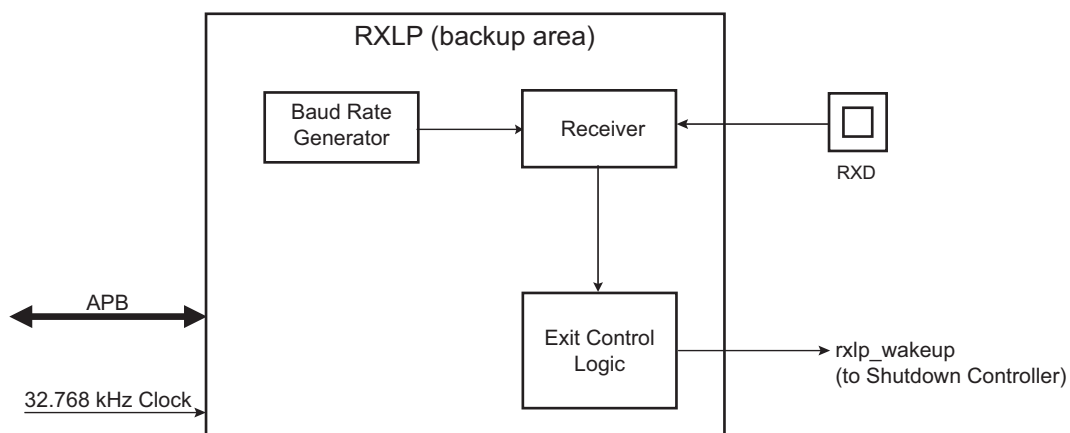 RXLP (backup area)
Baud Rate
Generator
Receiver
RXD
APB
Exit Control
Logic
rxlp_wakeup
(to Shutdown Controller)
32.768 kHz Clock